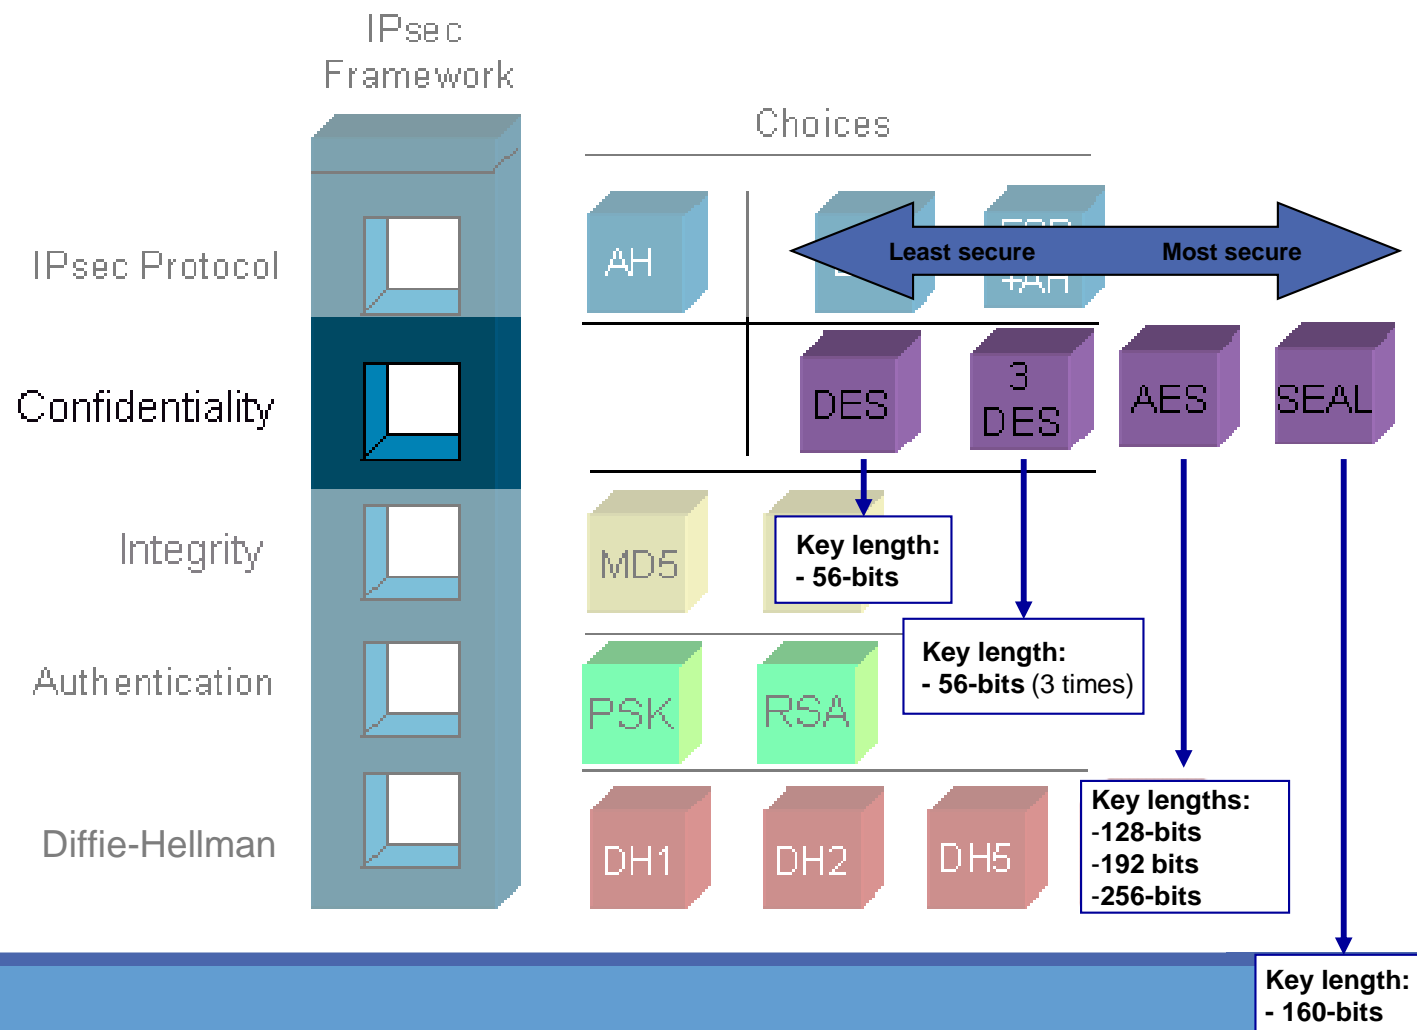 IPsec
Framework
Choices
IPsec Protocol
AH
+AH
Least secure
Most secure
Confidentiality
DES
3
DES
AES
SEAL
Integrity
MD5
Key length:
- 56-bits
Authentication
PSK
RSA
Key length:
- 56-bits (3 times)
Diffie-Hellman
DH1
DH2
DH5
Key lengths:
-128-bits
-192 bits
-256-bits
Key length:
- 160-bits